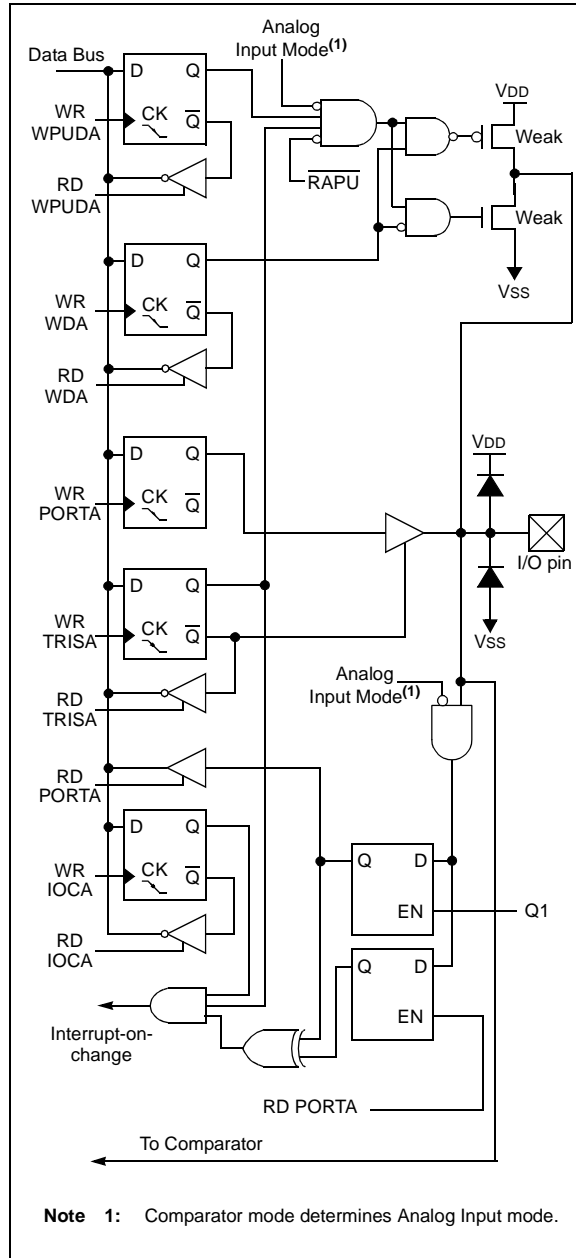 Analog
Input Mode(1)
Data Bus
D Q
WR
WPUDA
CK Q
RD
WPUDA
RAPU
VDD
Weak
Weak
VSS
D Q
WR
WDA
CK Q
RD
WDA
D Q
WR
PORTA
CK Q
VDD
I/O pin
VSS
D Q
WR
TRISA
CK Q
RD
TRISA
Analog
Input Mode(1)
RD
PORTA
D Q
WR
IOCA
CK Q
RD
IOCA
Q D
EN
Q1
Q D
EN
Interrupt-on-
change
RD PORTA
To Comparator
Note 1: Comparator mode determines Analog Input mode.